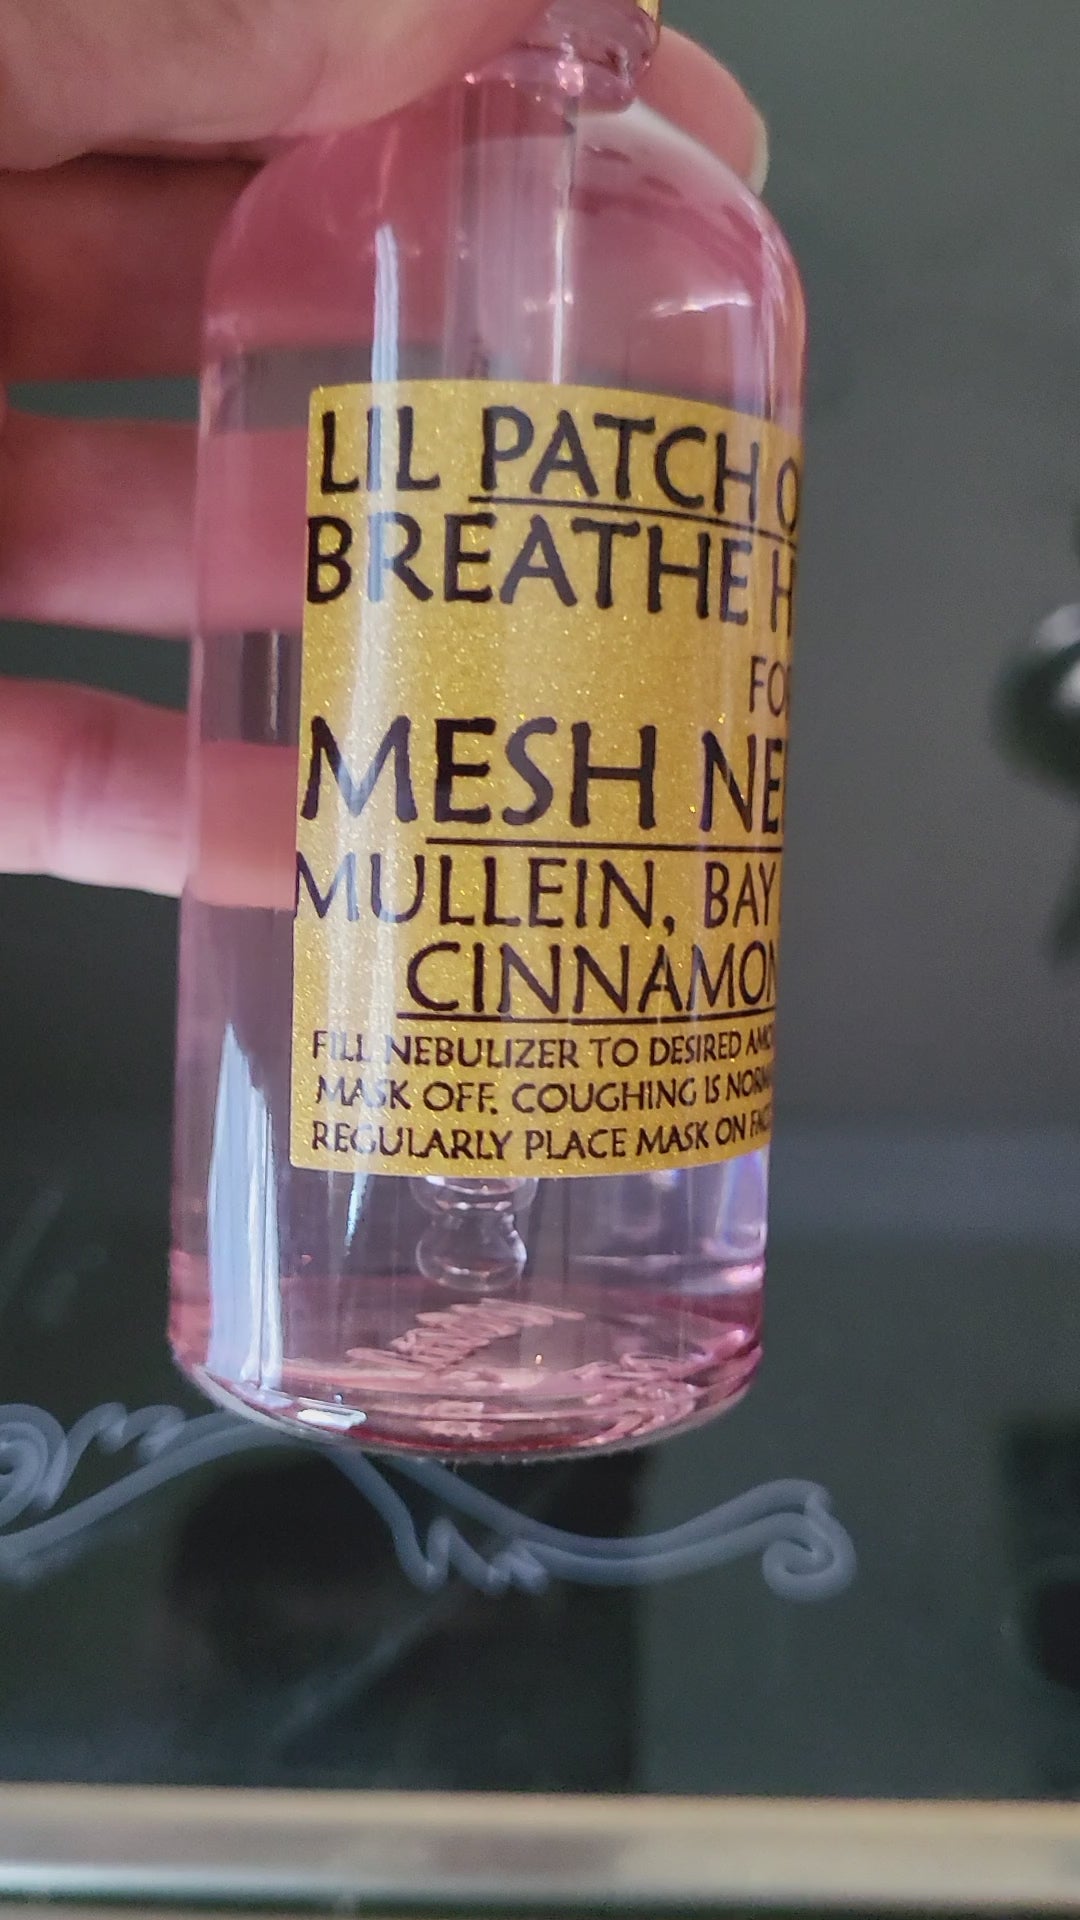 LIL PATCH
BREATHE
MESH
MULLEIN, BAY
CINNAMON
FILL NEBULIZER TO DESIRED
MASK OFF. COUGHING IS
REGULARLY PLACE MASK ON